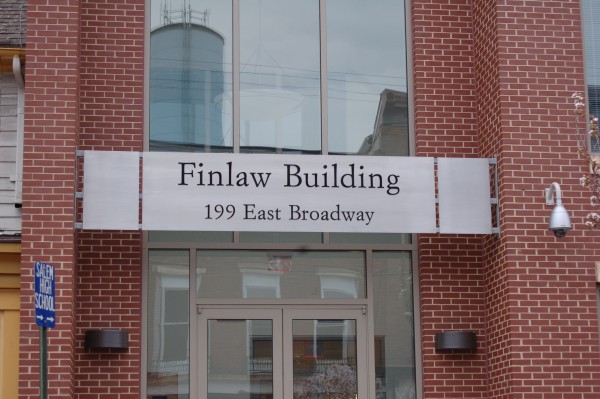 Finlaw Building
199 East Broadway
SALEM
HIGH
SCHOOL